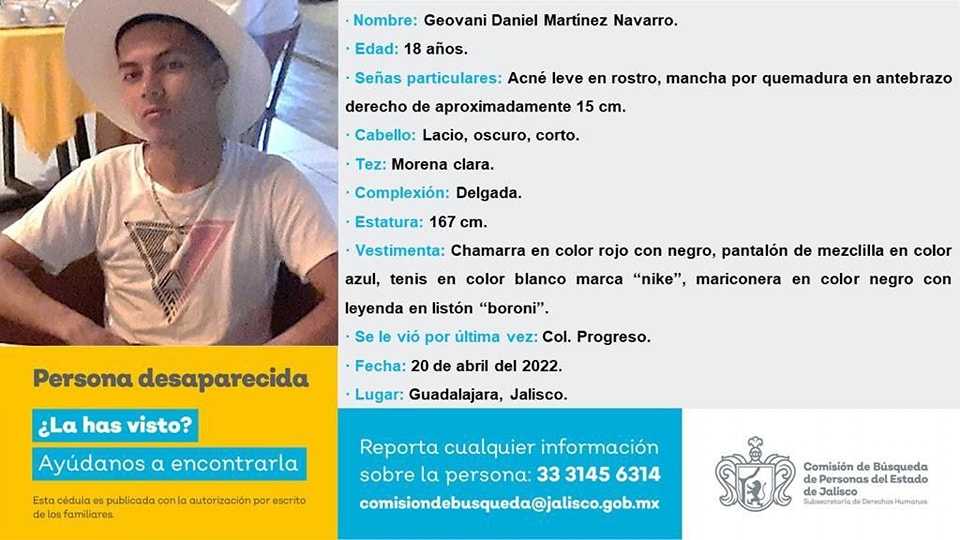 · Nombre: Geovani Daniel Martínez Navarro.
· Edad: 18 años.
· Señas particulares: Acné leve en rostro, mancha por quemadura en antebrazo
derecho de aproximadamente 15 cm.
· Cabello: Lacio, oscuro, corto.
· Tez: Morena clara.
· Complexión: Delgada.
· Estatura: 167 cm.
· Vestimenta: Chamarra en color rojo con negro, pantalón de mezclilla en color
azul, tenis en color blanco marca “nike”, mariconera en color negro con
leyenda en listón “boroni”.
· Se le vió por última vez: Col. Progreso.
· Fecha: 20 de abril del 2022.
· Lugar: Guadalajara, Jalisco.
Persona desaparecida
¿La has visto?
Ayúdanos a encontrarla
Esta cédula es publicada con la autorización por escrito
de los familiares.
Reporta cualquier información
sobre la persona: 33 3145 6314
comisiondebusqueda@jalisco.gob.mx
Comisión de Búsqueda
de Personas del Estado
de Jalisco
Subsecretaría de Derechos Humanos